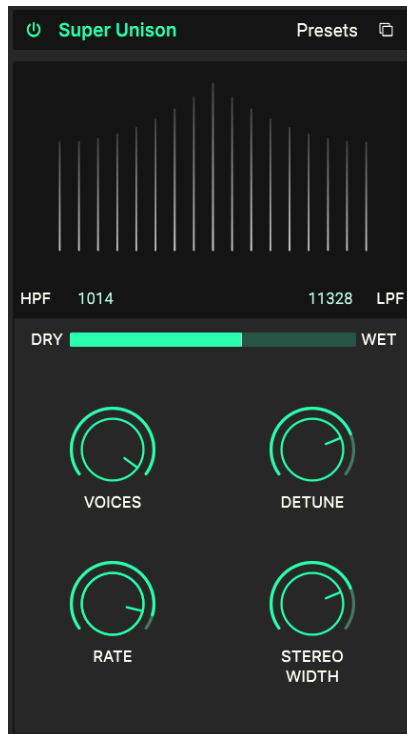 Super Unison Presets
HPF 1014 11328 LPF
DRY WET
VOICES DETUNE
RATE STEREO
WIDTH